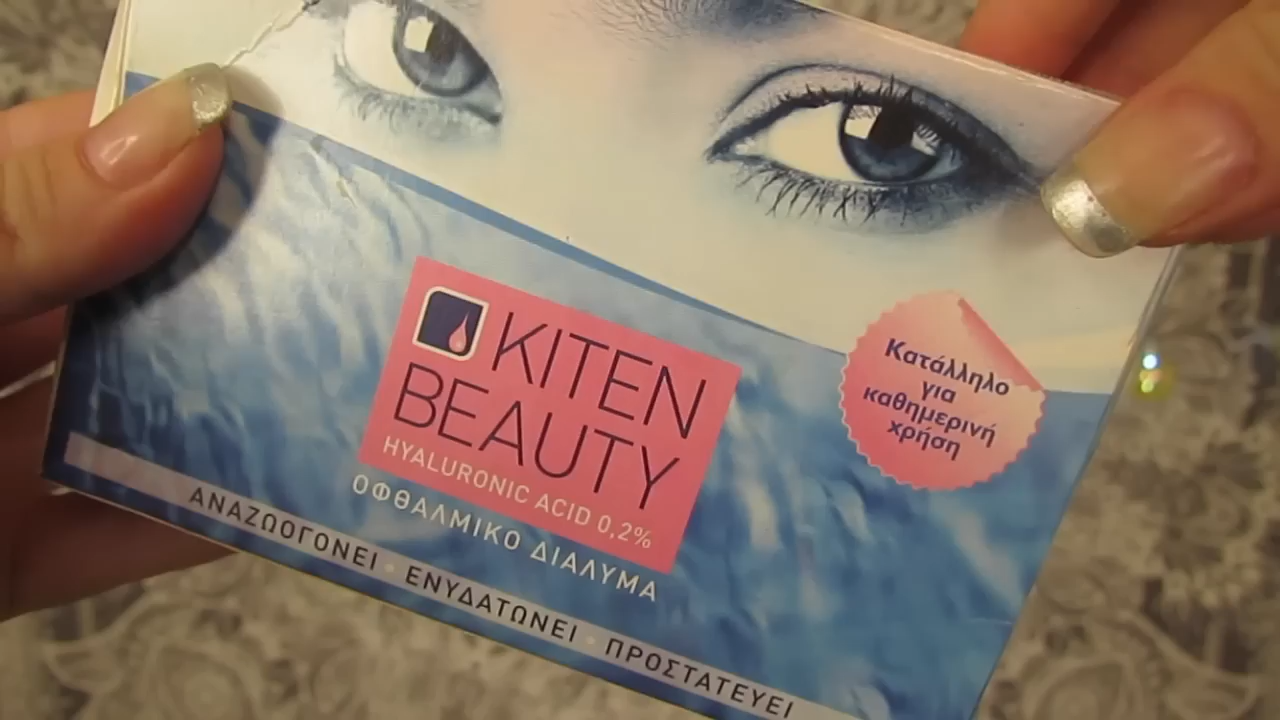 KITEN
BEAUTY
HYALURONIC ACID 0,2%
ΟΦΘΑΛΜΙΚΟ ΔΙΑΛΥΜΑ
Κατάλληλο
για
καθημερινή
χρήση
ΑΝΑΖΩΟΓΟΝΕΙ • ΕΝΥΔΑΤΩΝΕΙ • ΠΡΟΣΤΑΤΕΥΕΙ